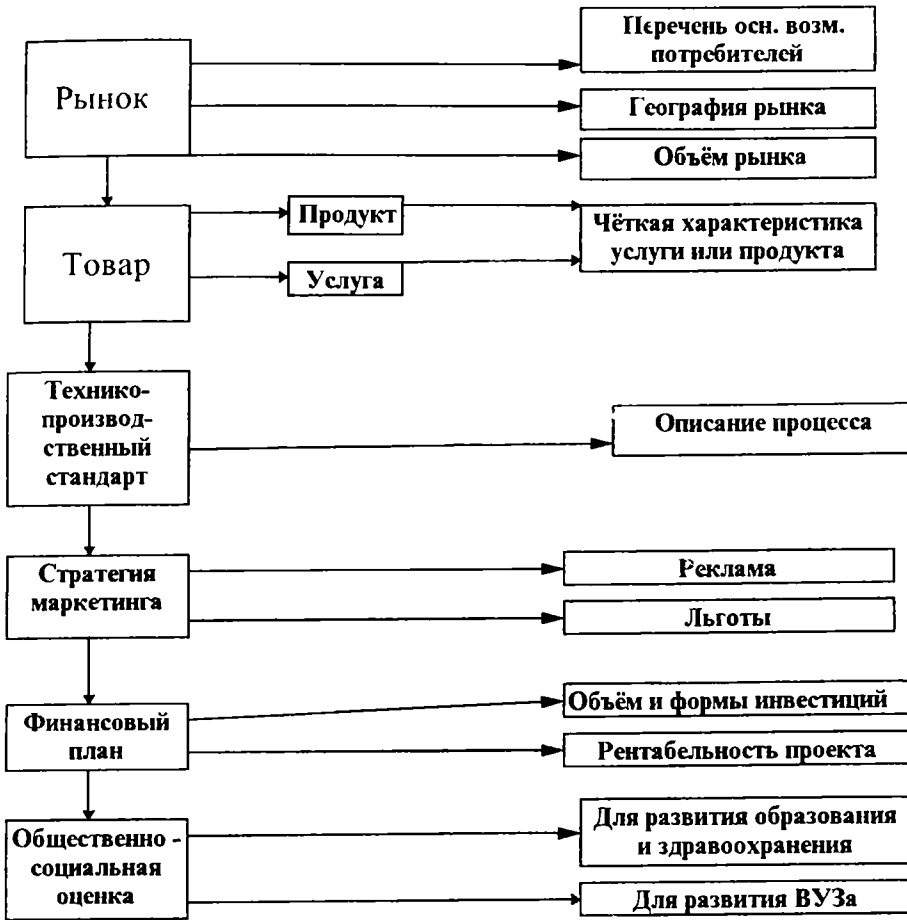 Рынок
Перечень осн. возм.
потребителей
География рынка
Объём рынка
Товар
Продукт
Услуга
Чёткая характеристика
услуги или продукта
Технико-
производ-
ственный
стандарт
Описание процесса
Стратегия
маркетинга
Реклама
Льготы
Финансовый
план
Объём и формы инвестиций
Рентабельность проекта
Общественно -
социальная
оценка
Для развития образования
и здравоохранения
Для развития ВУЗа